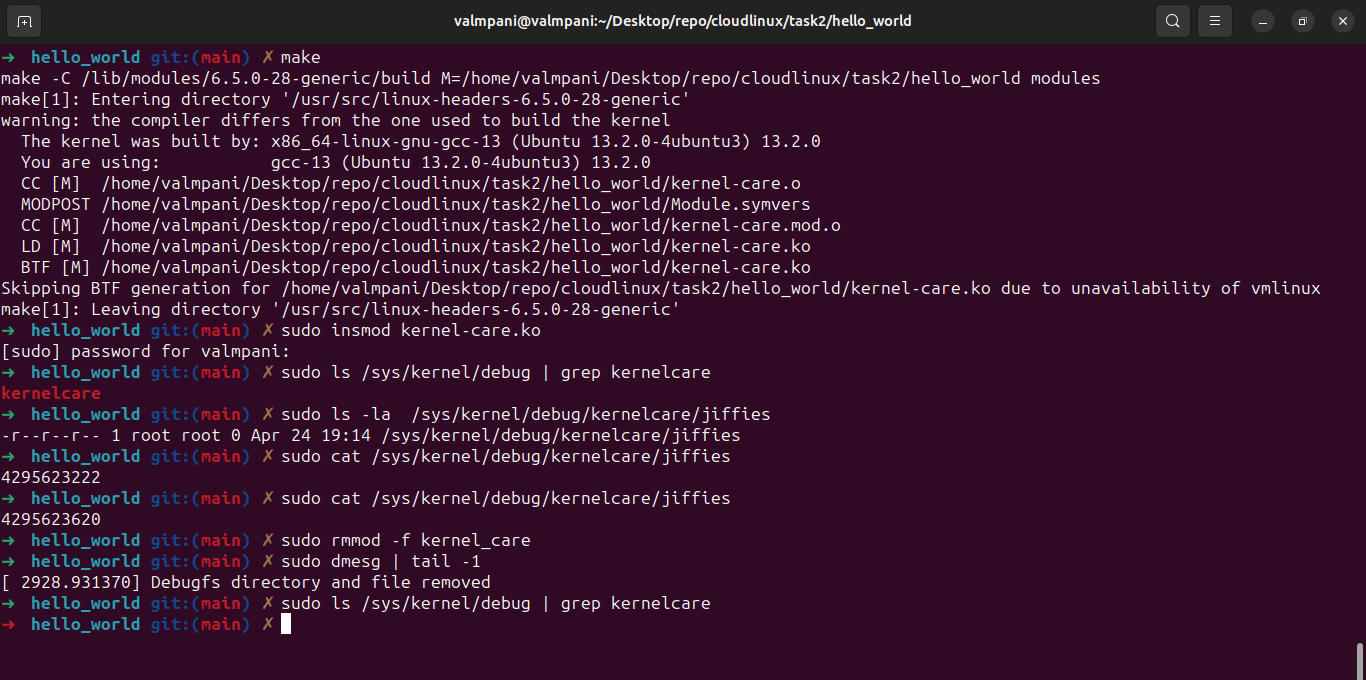 valmpani@valmpani:~/Desktop/repo/cloudlinux/task2/hello_world
➜  hello_world git:(main) ✗ make
make -C /lib/modules/6.5.0-28-generic/build M=/home/valmpani/Desktop/repo/cloudlinux/task2/hello_world modules
make[1]: Entering directory '/usr/src/linux-headers-6.5.0-28-generic'
warning: the compiler differs from the one used to build the kernel
  The kernel was built by: x86_64-linux-gnu-gcc-13 (Ubuntu 13.2.0-4ubuntu3) 13.2.0
  You are using:           gcc-13 (Ubuntu 13.2.0-4ubuntu3) 13.2.0
  CC [M]  /home/valmpani/Desktop/repo/cloudlinux/task2/hello_world/kernel-care.o
  MODPOST /home/valmpani/Desktop/repo/cloudlinux/task2/hello_world/Module.symvers
  CC [M]  /home/valmpani/Desktop/repo/cloudlinux/task2/hello_world/kernel-care.mod.o
  LD [M]  /home/valmpani/Desktop/repo/cloudlinux/task2/hello_world/kernel-care.ko
  BTF [M] /home/valmpani/Desktop/repo/cloudlinux/task2/hello_world/kernel-care.ko
Skipping BTF generation for /home/valmpani/Desktop/repo/cloudlinux/task2/hello_world/kernel-care.ko due to unavailability of vmlinux
make[1]: Leaving directory '/usr/src/linux-headers-6.5.0-28-generic'
➜  hello_world git:(main) ✗ sudo insmod kernel-care.ko
[sudo] password for valmpani:
➜  hello_world git:(main) ✗ sudo ls /sys/kernel/debug | grep kernelcare
kernelcare
➜  hello_world git:(main) ✗ sudo ls -la  /sys/kernel/debug/kernelcare/jiffies
-r--r--r-- 1 root root 0 Apr 24 19:14 /sys/kernel/debug/kernelcare/jiffies
➜  hello_world git:(main) ✗ sudo cat /sys/kernel/debug/kernelcare/jiffies
4295623222
➜  hello_world git:(main) ✗ sudo cat /sys/kernel/debug/kernelcare/jiffies
4295623620
➜  hello_world git:(main) ✗ sudo rmmod -f kernel_care
➜  hello_world git:(main) ✗ sudo dmesg | tail -1
[ 2928.931370] Debugfs directory and file removed
➜  hello_world git:(main) ✗ sudo ls /sys/kernel/debug | grep kernelcare
➜  hello_world git:(main) ✗